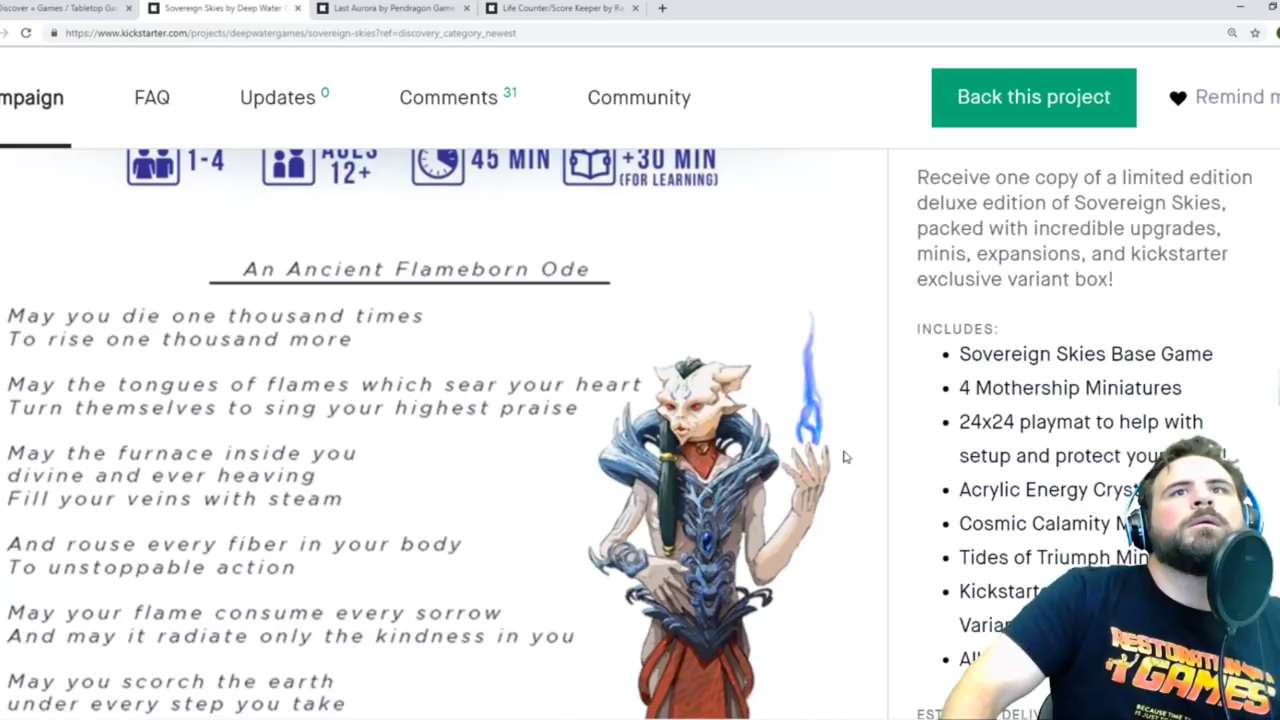 Discover » Games / Tabletop Ga
Sovereign Skies by Deep Water G
Last Aurora by Pendragon Game
Life Counter/Score Keeper by R
https://www.kickstarter.com/projects/deepwatergames/sovereign-skies?ref=discovery_category_newest
mpaign FAQ Updates 0 Comments 31 Community Back this project Remind m
1-4 AGES 12+ 45 MIN +30 MIN
(FOR LEARNING)
An Ancient Flameborn Ode
May you die one thousand times
To rise one thousand more
May the tongues of flames which sear your heart
Turn themselves to sing your highest praise
May the furnace inside you
divine and ever heaving
Fill your veins with steam
And rouse every fiber in your body
To unstoppable action
May your flame consume every sorrow
And may it radiate only the kindness in you
May you scorch the earth
under every step you take
Receive one copy of a limited edition
deluxe edition of Sovereign Skies,
packed with incredible upgrades,
minis, expansions, and kickstarter
exclusive variant box!
INCLUDES:
Sovereign Skies Base Game
4 Mothership Miniatures
24x24 playmat to help with
setup and protect you
Acrylic Energy Crys
Cosmic Calamity M
Tides of Triumph Min
Kickstart
Varia
Al
RESTORATION
GAMES